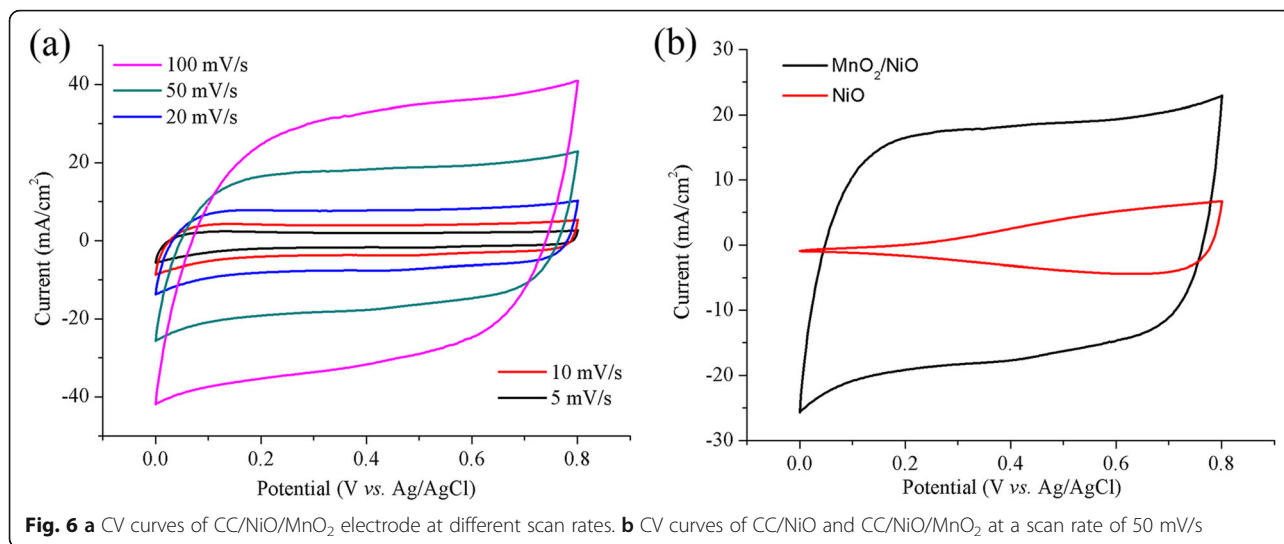 (a)
100 mV/s
50 mV/s
20 mV/s
10 mV/s
5 mV/s
Current (mA/cm²)
40
20
0
-20
-40
0.0 0.2 0.4 0.6 0.8
Potential (V vs. Ag/AgCl)
(b)
MnO₂/NiO
NiO
Current (mA/cm²)
30
20
10
0
-10
-20
-30
0.0 0.2 0.4 0.6 0.8
Potential (V vs. Ag/AgCl)
Fig. 6 a CV curves of CC/NiO/MnO₂ electrode at different scan rates. b CV curves of CC/NiO and CC/NiO/MnO₂ at a scan rate of 50 mV/s